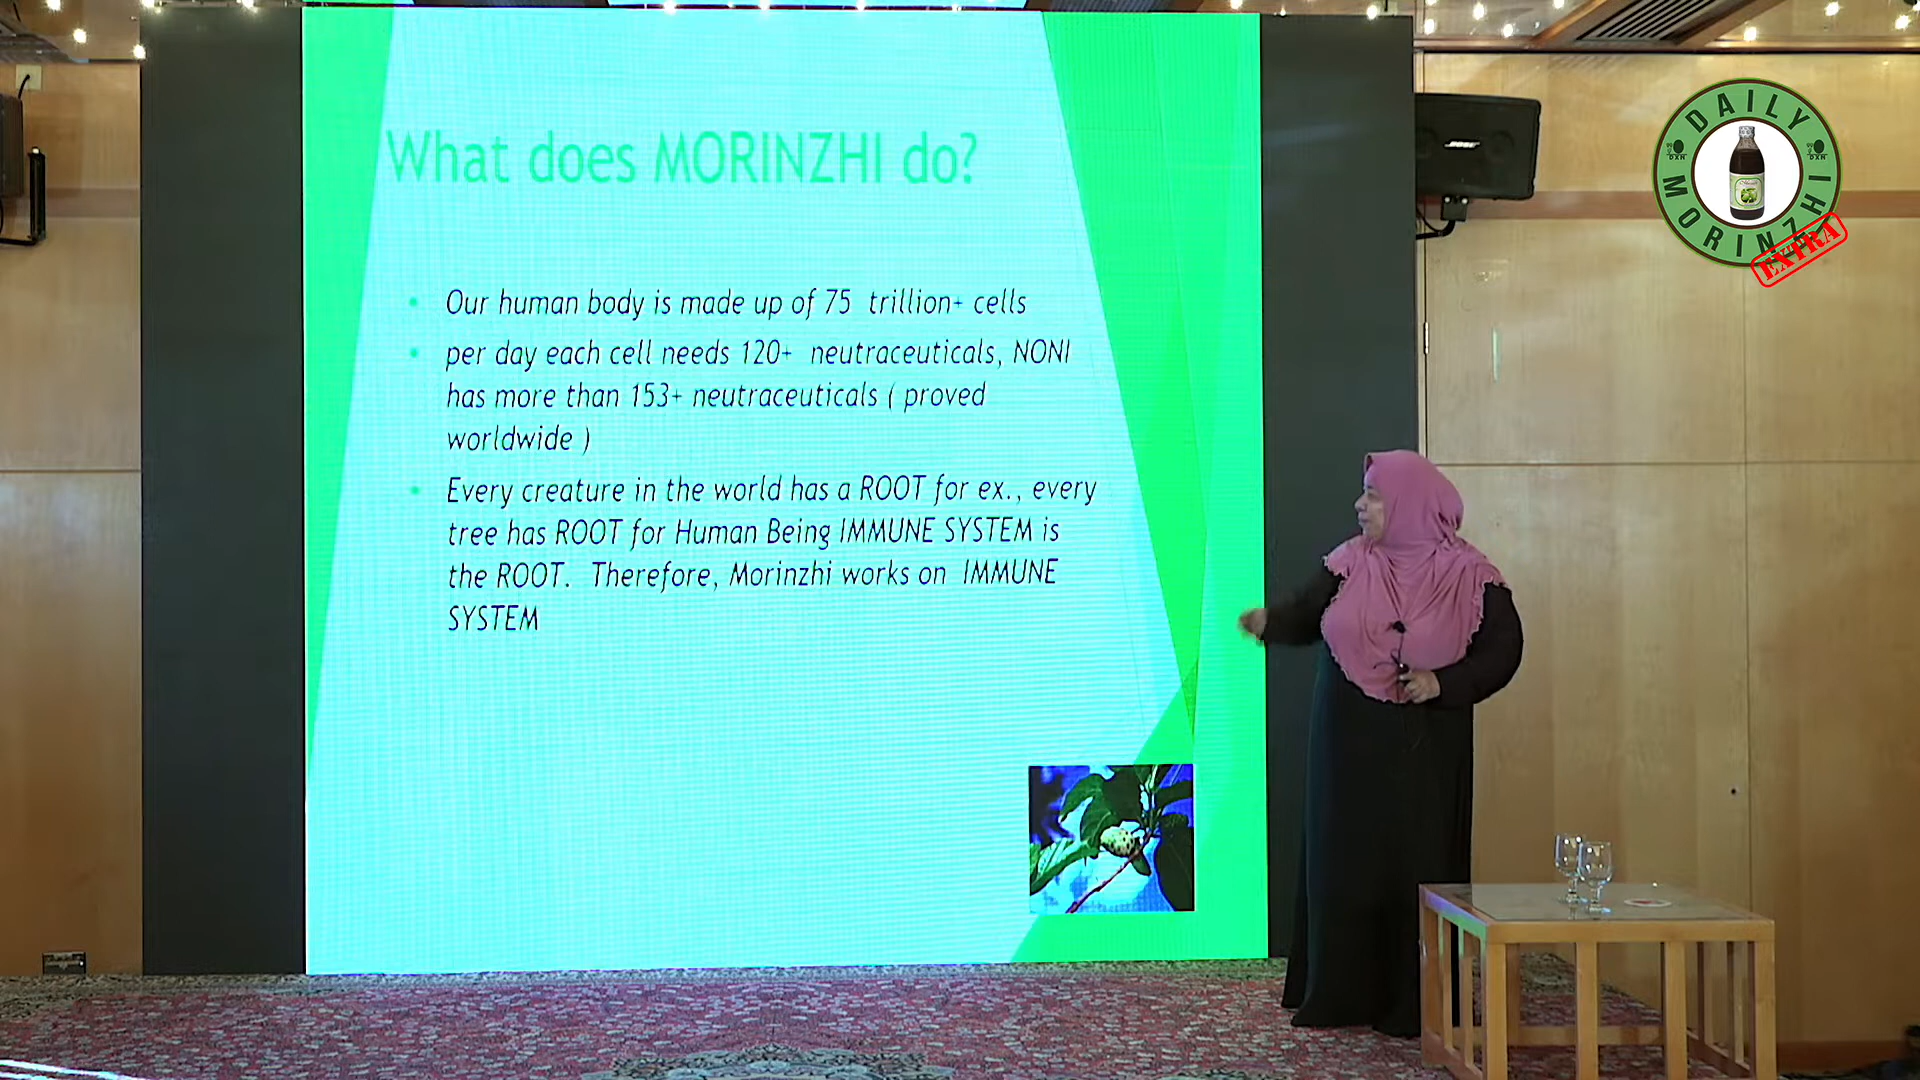 What does MORINZHI do?
Our human body is made up of 75 trillion+ cells
per day each cell needs 120+ neutraceuticals, NONI
has more than 153+ neutraceuticals ( proved
worldwide )
Every creature in the world has a ROOT for ex., every
tree has ROOT for Human Being IMMUNE SYSTEM is
the ROOT. Therefore, Morinzhi works on IMMUNE
SYSTEM
BOSE
DAILY
DXN
DXN
MORINZHI
EXTRA